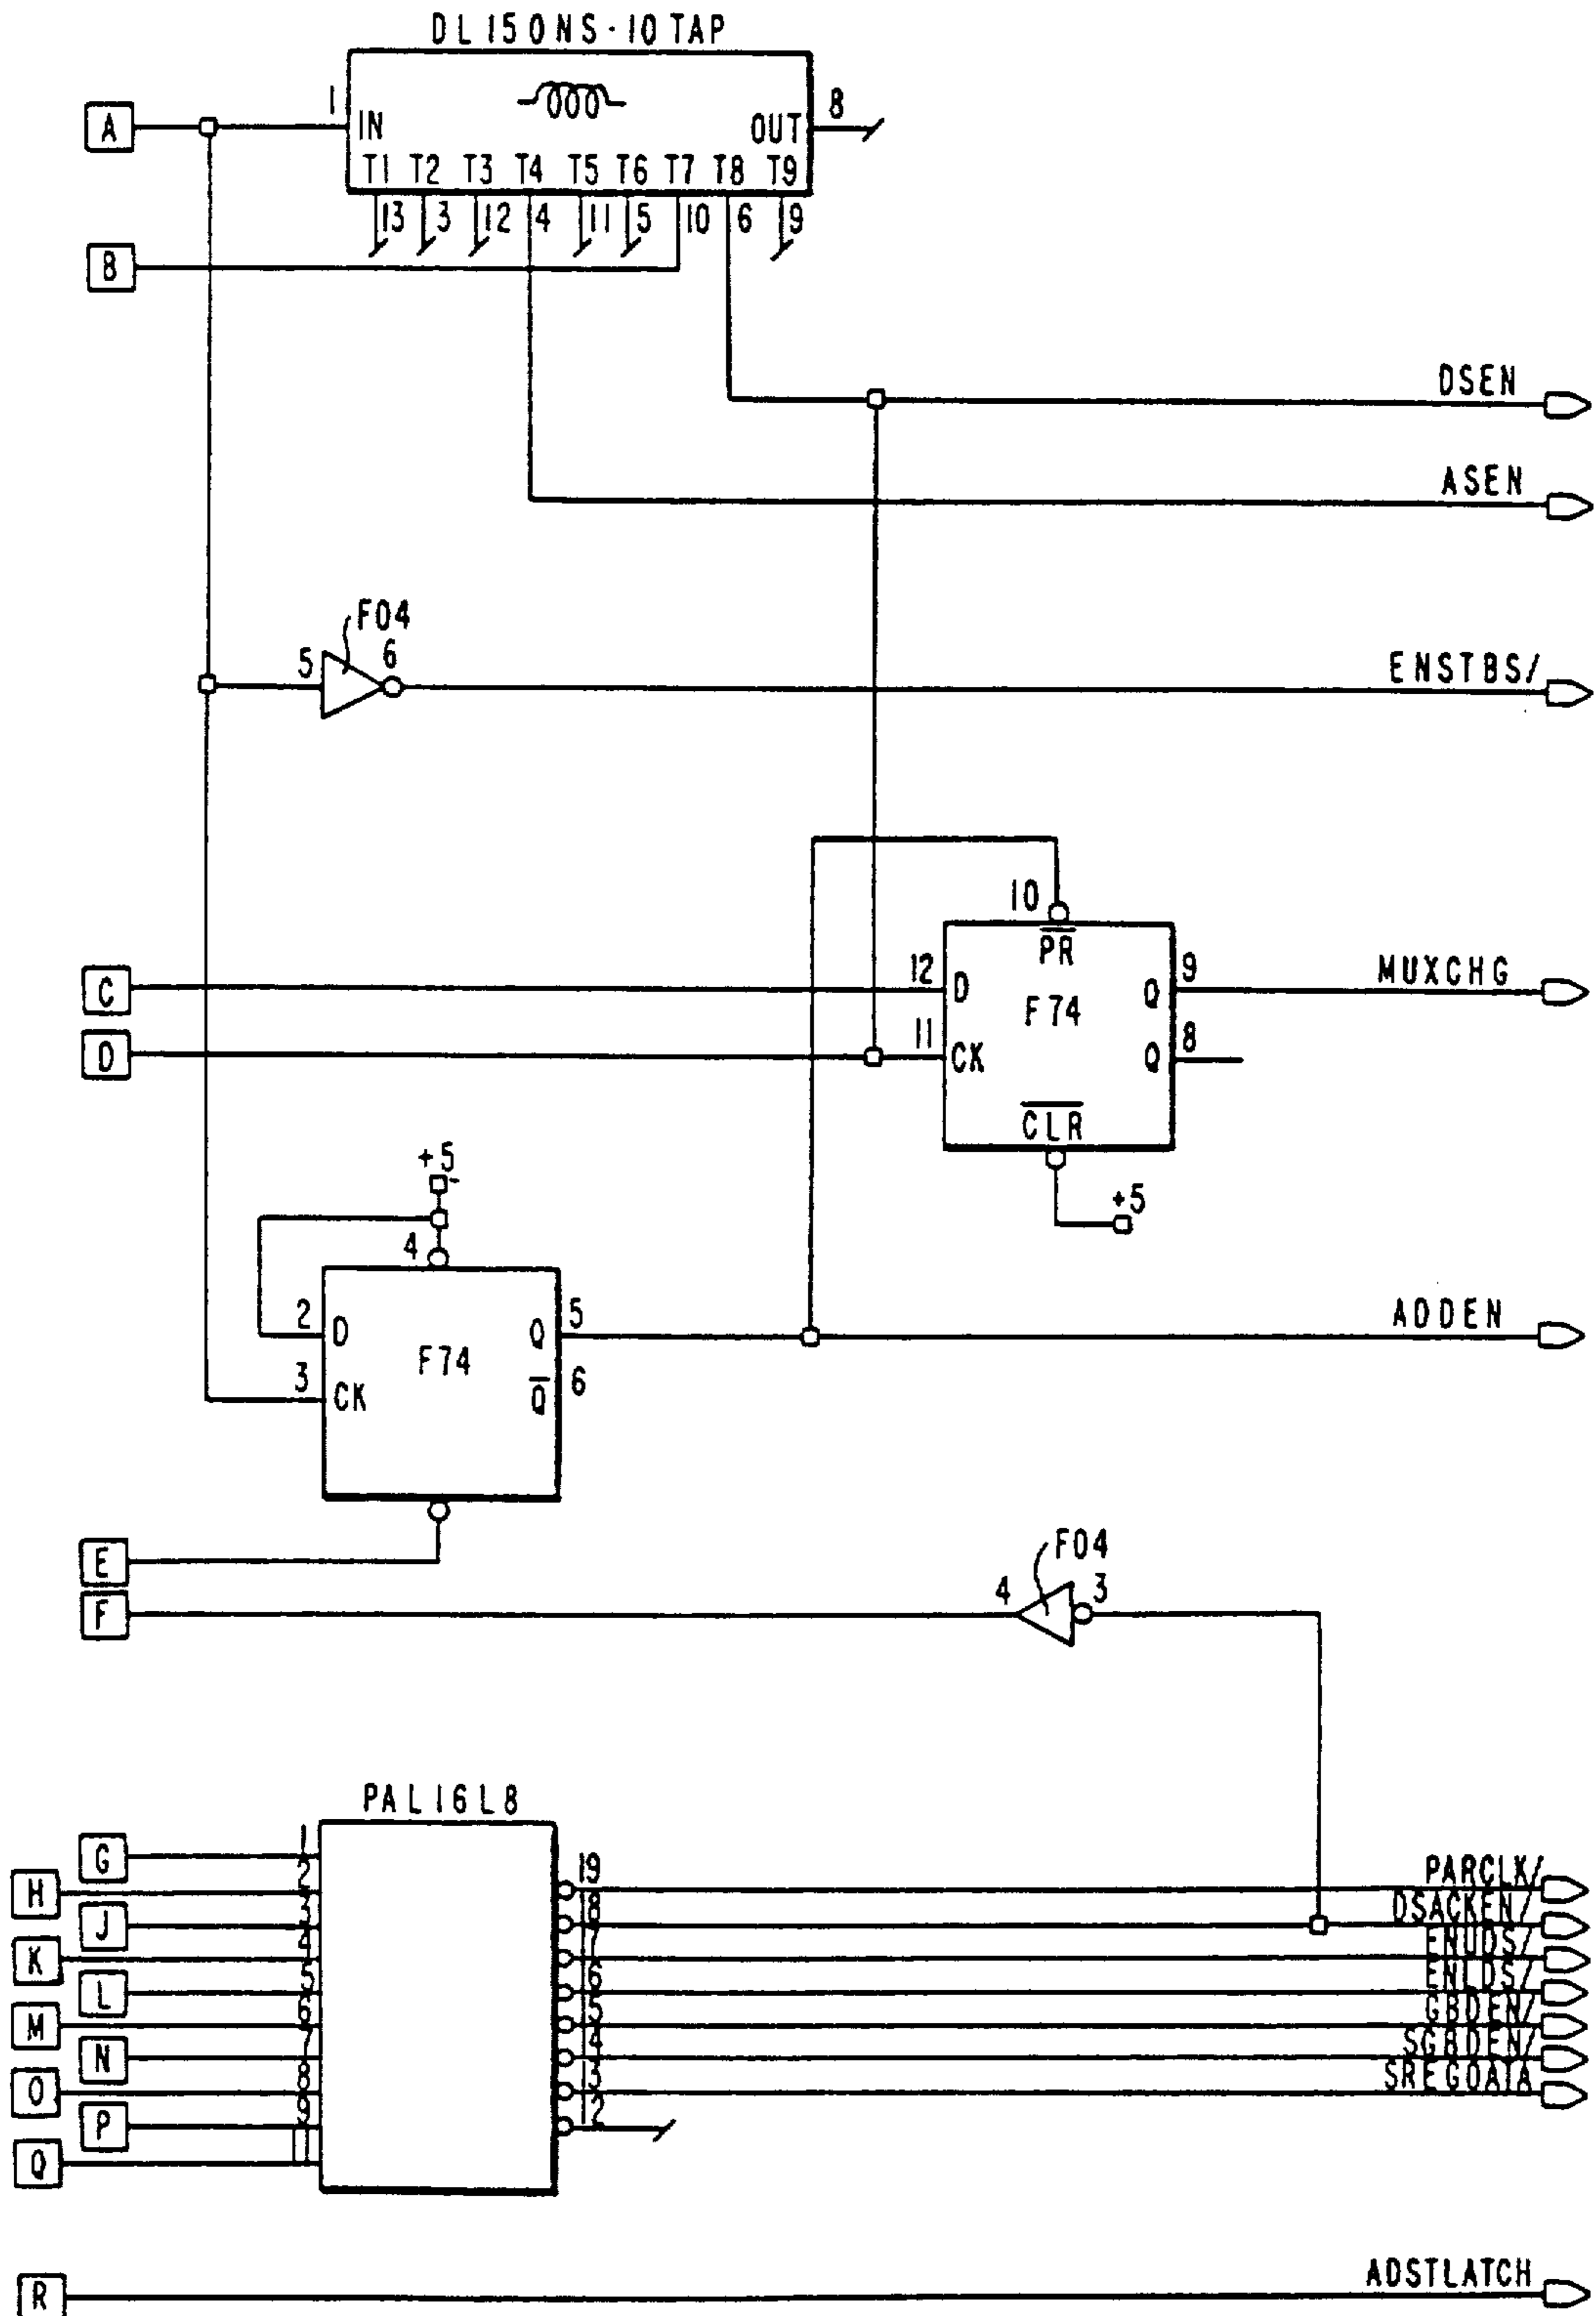 DL150NS-10TAP
A
1
IN
OUT
8
T1 T2 T3 T4 T5 T6 T7 T8 T9
13 3 12 4 11 5 10 6 9
B
DSEN
ASEN
F04
5
6
ENSTBS/
10
PR
C
12
D
F74
Q
9
MUXCHG
D
11
CK
Q
8
CLR
+5
+5
4
2
D
F74
Q
5
ADDEN
3
CK
Q
6
E
F04
F
4
3
PAL16L8
G
1
H
2
19
PARCLK/
J
3
18
DSACKEN/
K
4
17
ENUDS/
L
5
16
ENLDS/
M
6
15
GBDEN/
N
7
14
SGBDEN/
O
8
13
SREGDATA
P
9
12
Q
11
R
ADSTLATCH